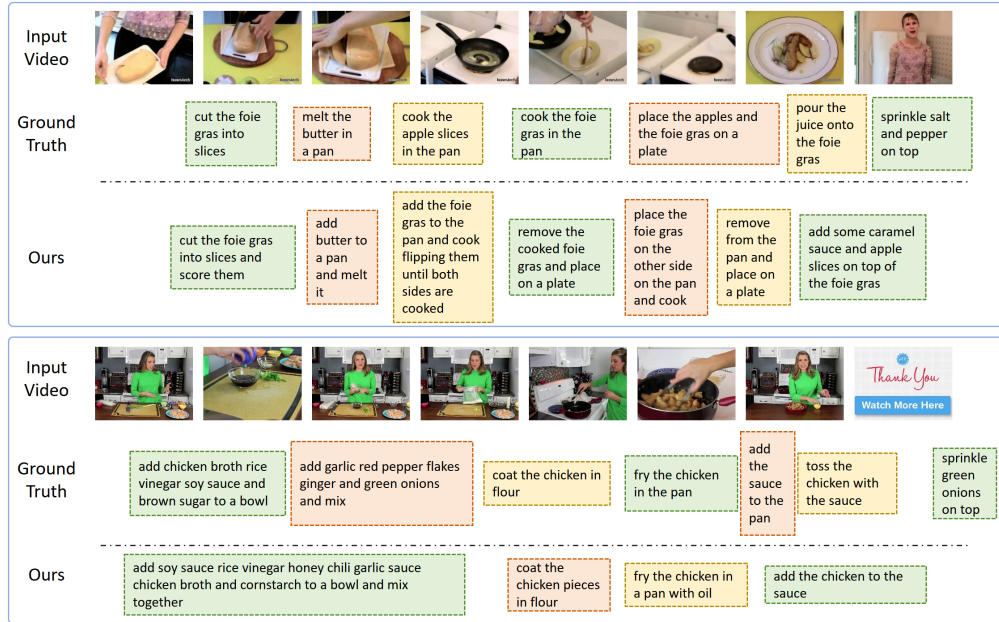 Input
Video
Ground
Truth
cut the foie
gras into
slices
melt the
butter in
a pan
cook the
apple slices
in the pan
cook the foie
gras in the
pan
place the apples and
the foie gras on a
plate
pour the
juice onto
the foie
gras
sprinkle salt
and pepper
on top
Ours
cut the foie gras
into slices and
score them
add
butter to
a pan
and melt
it
add the foie
gras to the
pan and cook
flipping them
until both
sides are
cooked
remove the
cooked foie
gras and place
on a plate
place the
foie gras
on the
other side
on the pan
and cook
remove
from the
pan and
place on
a plate
add some caramel
sauce and apple
slices on top of
the foie gras
Input
Video
Thank You
Watch More Here
Ground
Truth
add chicken broth rice
vinegar soy sauce and
brown sugar to a bowl
add garlic red pepper flakes
ginger and green onions
and mix
coat the chicken in
flour
fry the chicken
in the pan
add
the
sauce
to the
pan
toss the
chicken with
the sauce
sprinkle
green
onions
on top
Ours
add soy sauce rice vinegar honey chili garlic sauce
chicken broth and cornstarch to a bowl and mix
together
coat the
chicken pieces
in flour
fry the chicken in
a pan with oil
add the chicken to the
sauce